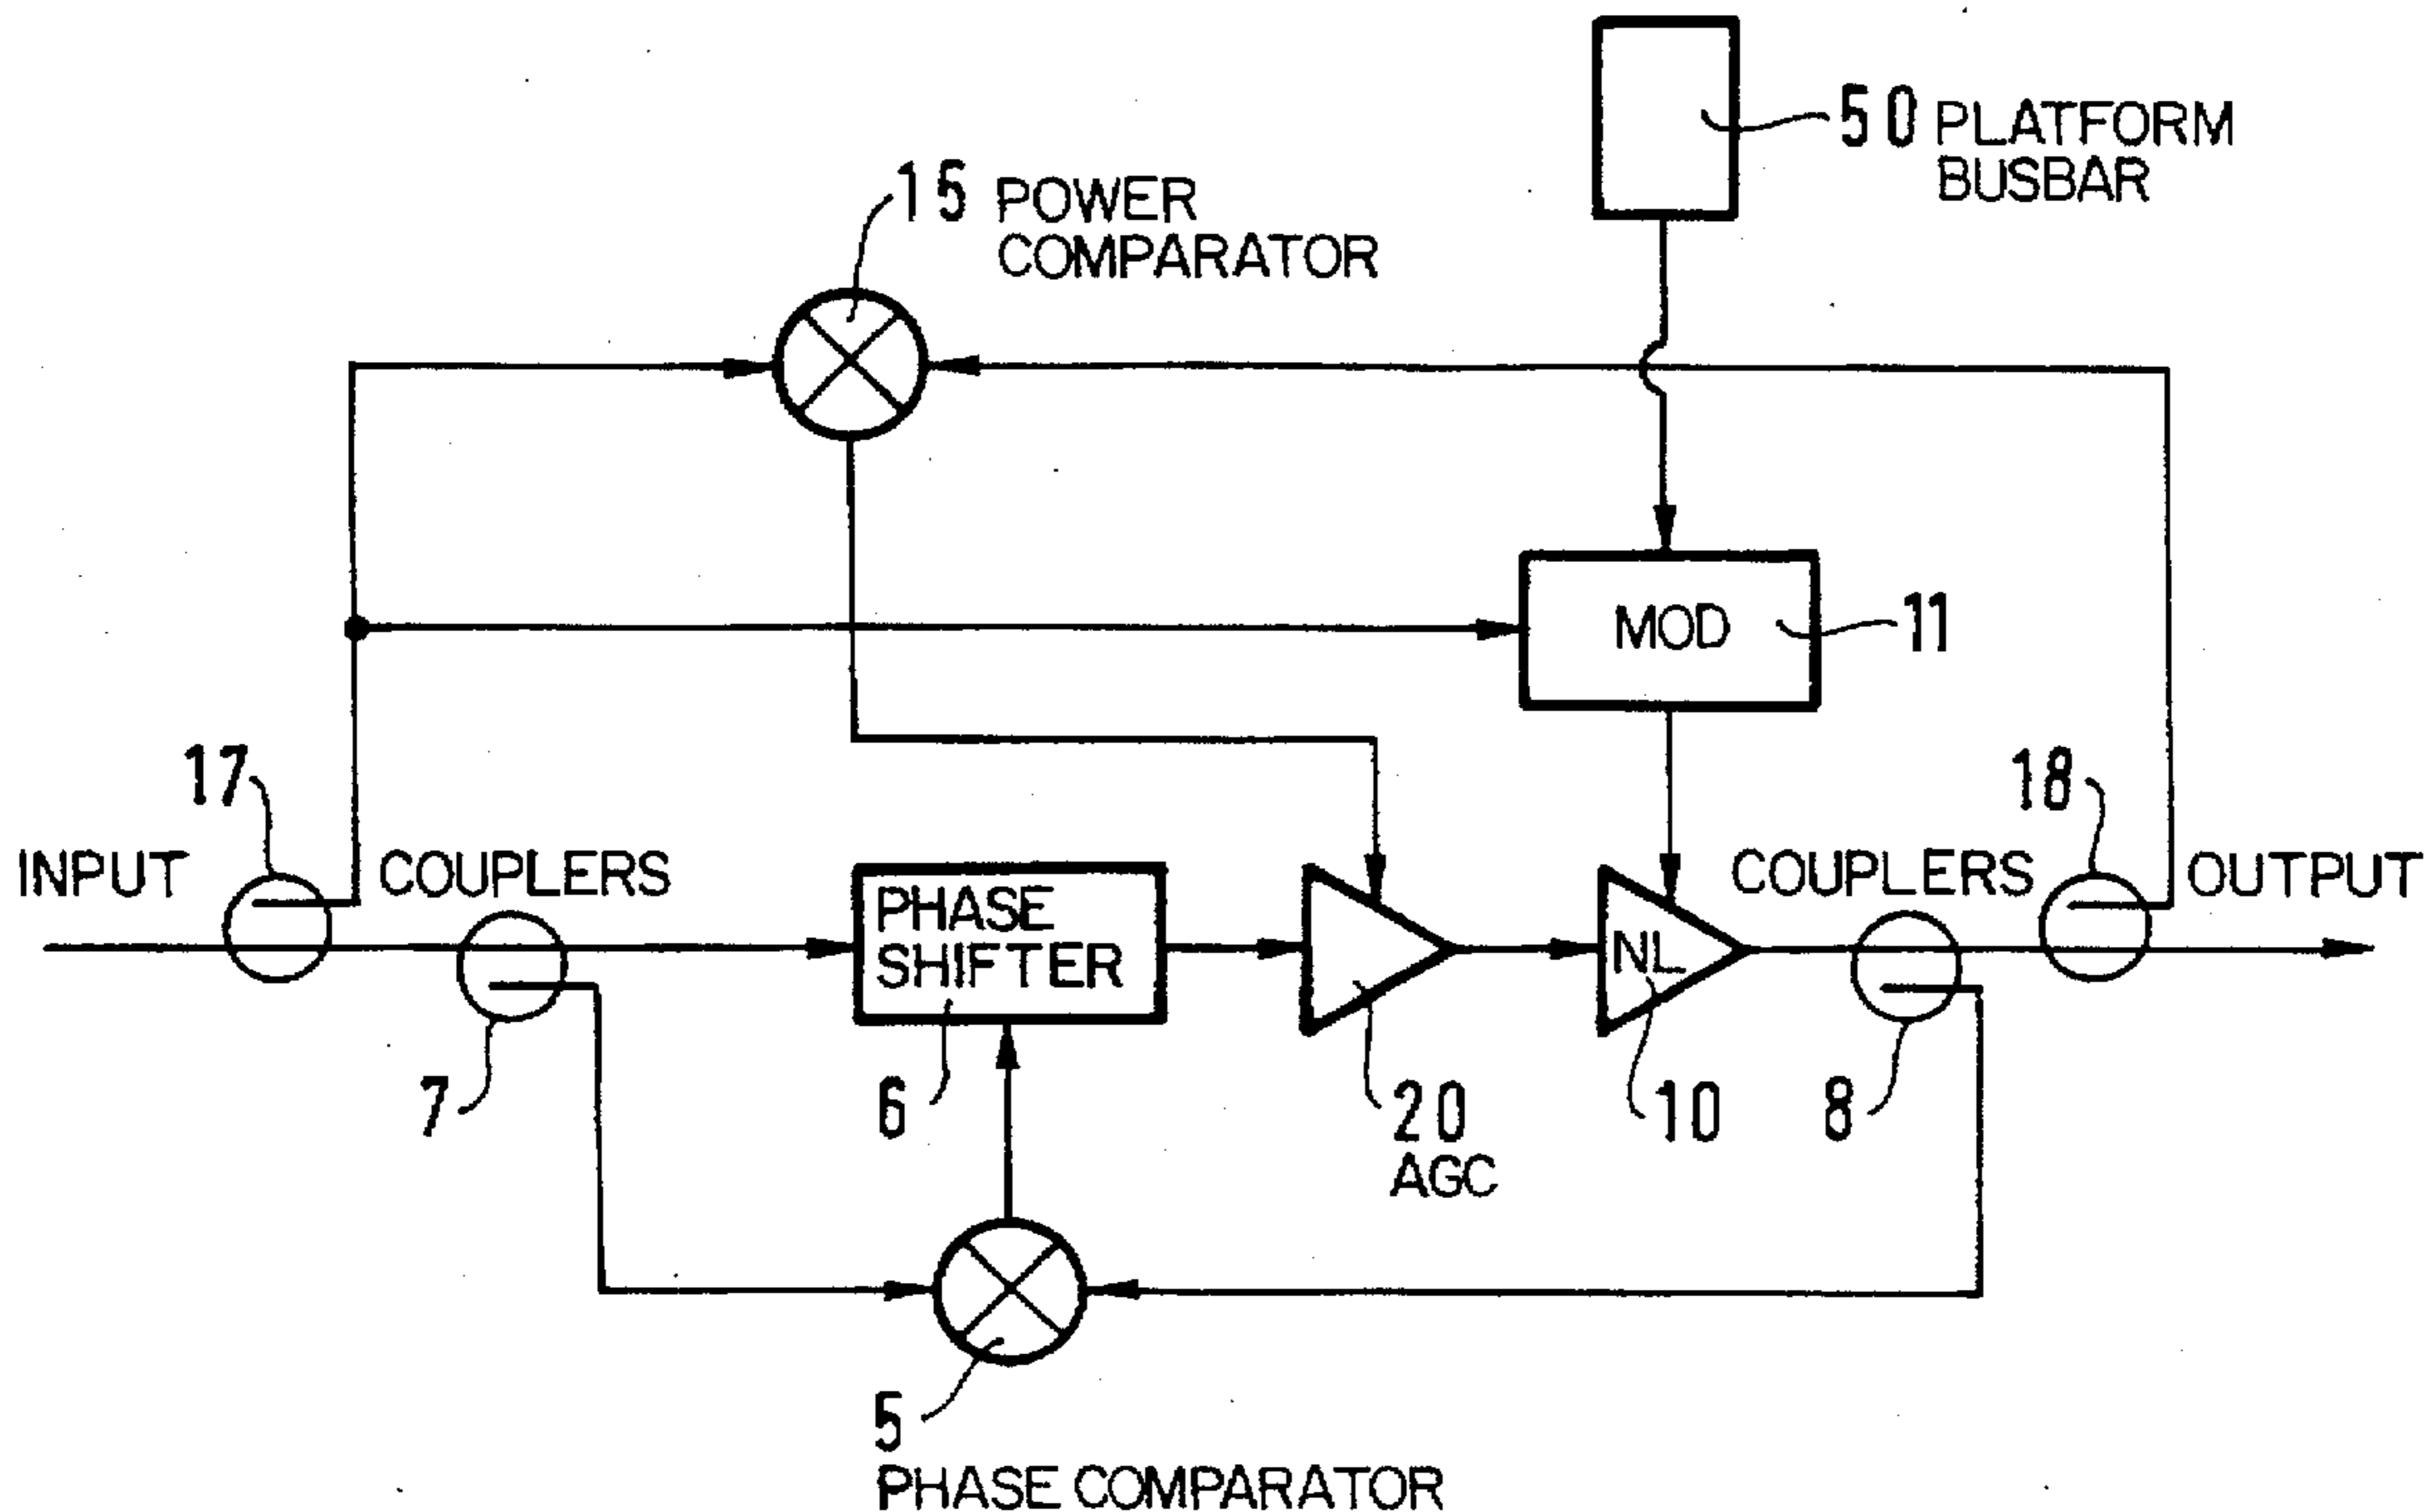 50 PLATFORM
BUSBAR
15 POWER
COMPARATOR
MOD
11
17
18
INPUT
COUPLERS
PHASE
SHIFTER
NL
COUPLERS
OUTPUT
7
6
20
AGC
10
8
5
PHASE COMPARATOR